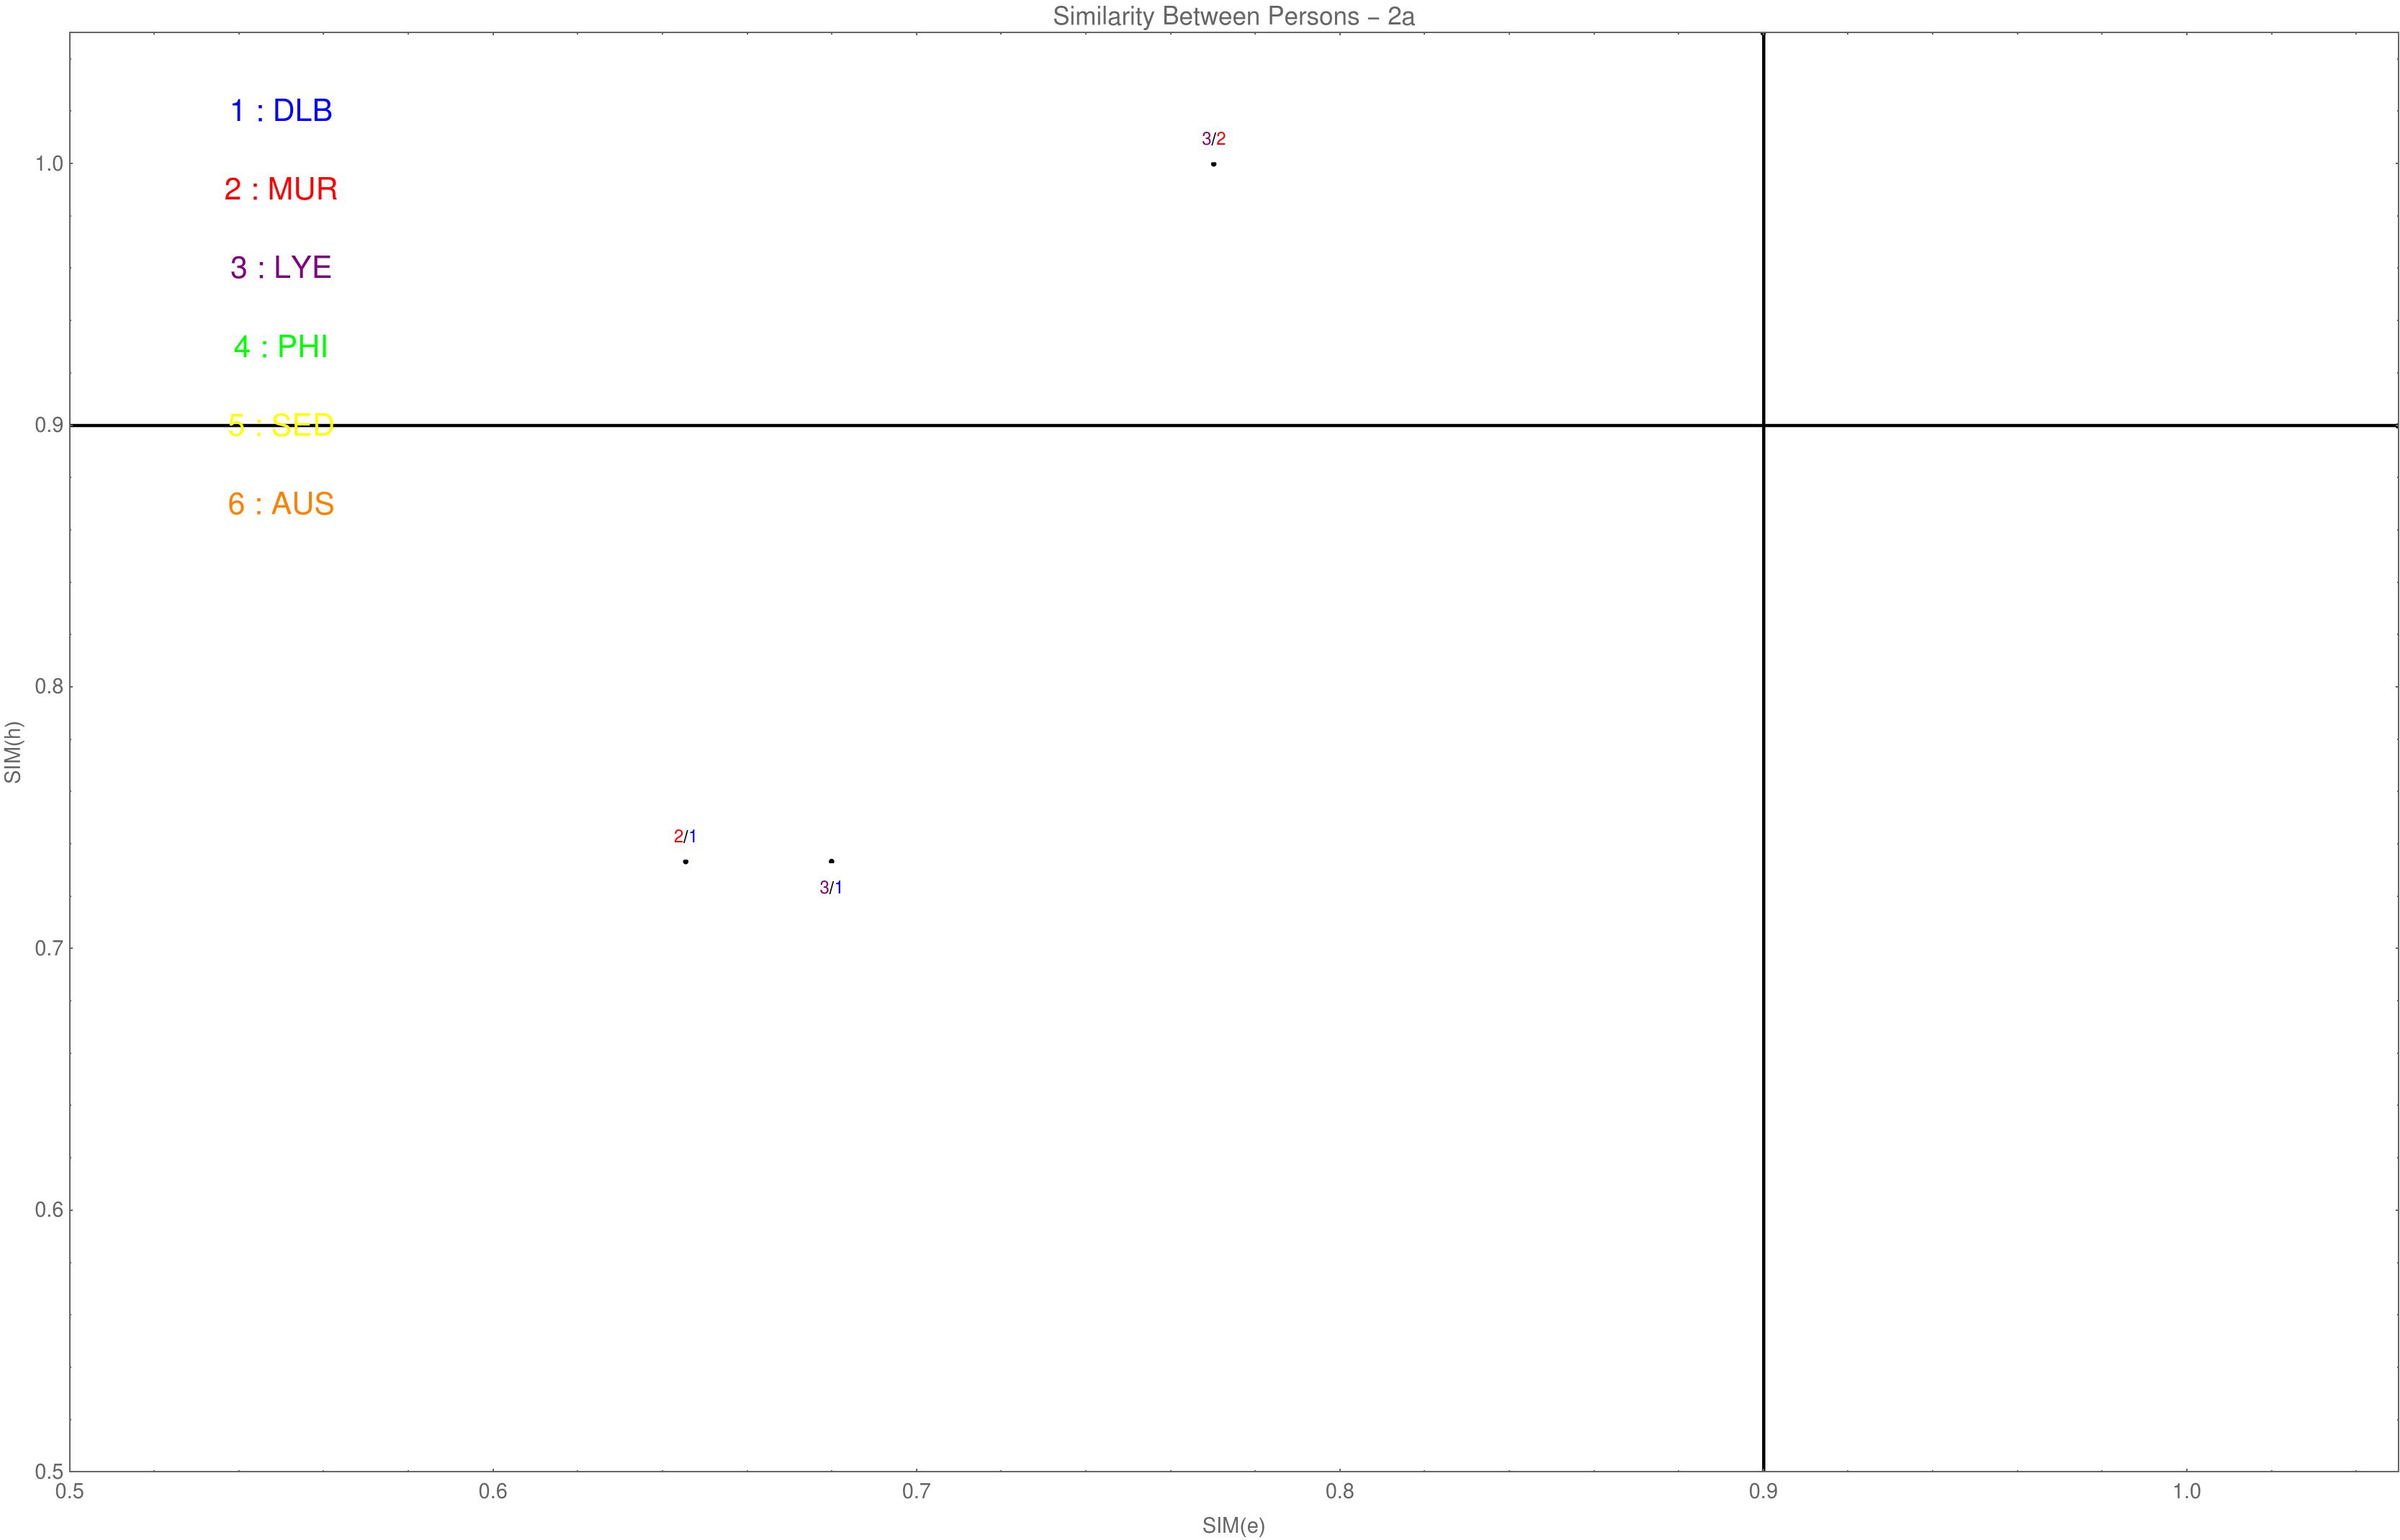 Similarity Between Persons – 2a
1 : DLB
3/2
1.0
2 : MUR
3 : LYE
4 : PHI
0.9
5 : SED
6 : AUS
0.8
SIM(h)
2/1
3/1
0.7
0.6
0.5
0.5 0.6 0.7 0.8 0.9 1.0
SIM(e)